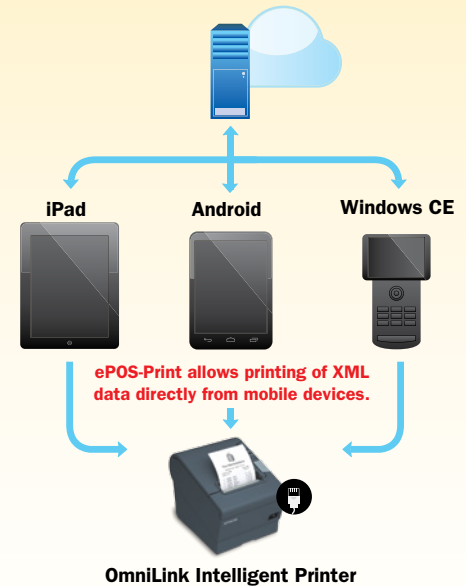 iPad
Android
Windows CE
ePOS-Print allows printing of XML
data directly from mobile devices.
OmniLink Intelligent Printer